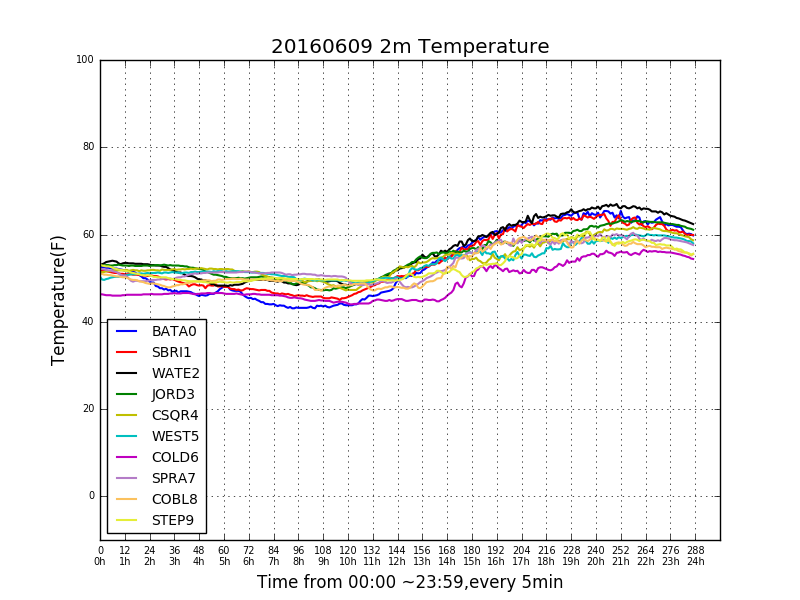 20160609 2m Temperature
100
80
60
40
20
0
Temperature(F)
BATA0
SBRI1
WATE2
JORD3
CSQR4
WEST5
COLD6
SPRA7
COBL8
STEP9
0 12 24 36 48 60 72 84 96 108 120 132 144 156 168 180 192 204 216 228 240 252 264 276 288
0h 1h 2h 3h 4h 5h 6h 7h 8h 9h 10h 11h 12h 13h 14h 15h 16h 17h 18h 19h 20h 21h 22h 23h 24h
Time from 00:00 ~23:59,every 5min